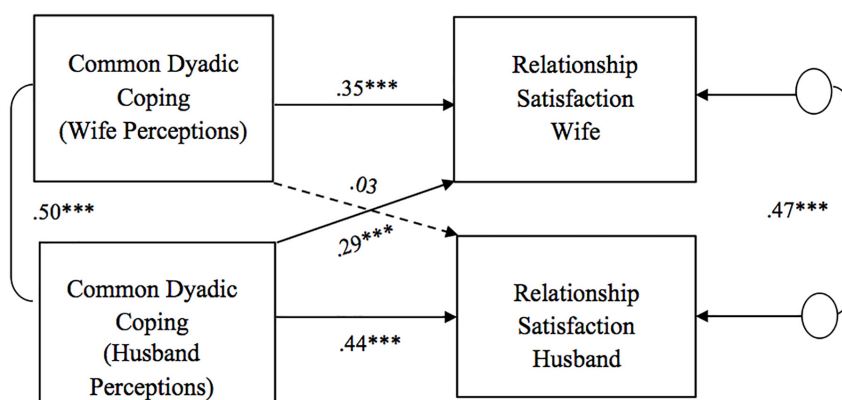 Common Dyadic
Coping
(Wife Perceptions)
.35***
Relationship
Satisfaction
Wife
.03
.50***
.29***
.47***
Common Dyadic
Coping
(Husband
Perceptions)
.44***
Relationship
Satisfaction
Husband